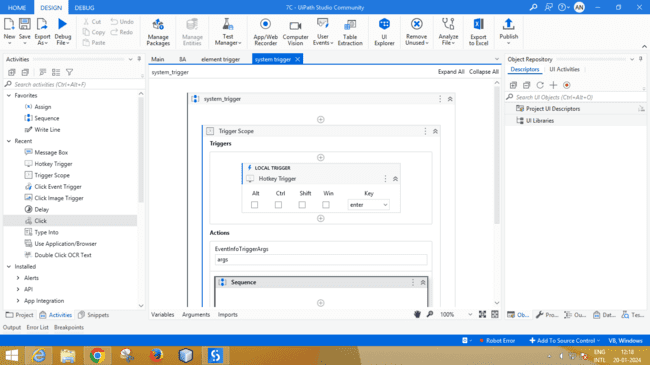 HOME DESIGN DEBUG
7C - UiPath Studio Community
AN
New Save Export As Debug File
Cut Undo
Copy Redo
Paste
Manage Packages
Manage Entities
Test Manager
App/Web Recorder
Computer Vision
User Events
Table Extraction
UI Explorer
Remove Unused
Analyze File
Export to Excel
Publish
Activities
Search activities (Ctrl+Alt+F)
Favorites
Assign
Sequence
Write Line
Recent
Message Box
Hotkey Trigger
Trigger Scope
Click Event Trigger
Click Image Trigger
Delay
Click
Type Into
Use Application/Browser
Double Click OCR Text
Installed
Alerts
API
App Integration
Project Activities Snippets
Main IIA element trigger system trigger
system_trigger
Expand All Collapse All
system_trigger
Trigger Scope
Triggers
LOCAL TRIGGER
Hotkey Trigger
Alt Ctrl Shift Win Key
enter
Actions
EventInfoTriggerArgs
args
Sequence
Variables Arguments Imports
100%
Object Repository
Descriptors UI Activities
Search UI Objects (Ctrl+Alt+O)
Project UI Descriptors
UI Libraries
Ob... Pro... Ou... Dat... Tes...
Output Error List Breakpoints
Robot Error
Add To Source Control
VB, Windows
ENG
INTL
12:18
20-01-2024